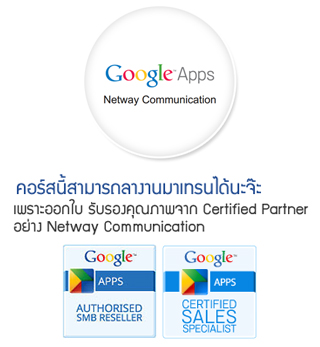 Google™ Apps
Netway Communication
คอร์สนี้สามารถลางานมาเทรนได้นะจ๊ะ
เพราะออกใบ รับรองคุณภาพจาก Certified Partner
อย่าง Netway Communication
Google™
APPS
AUTHORISED
SMB RESELLER
Google™
APPS
CERTIFIED
SALES
SPECIALIST